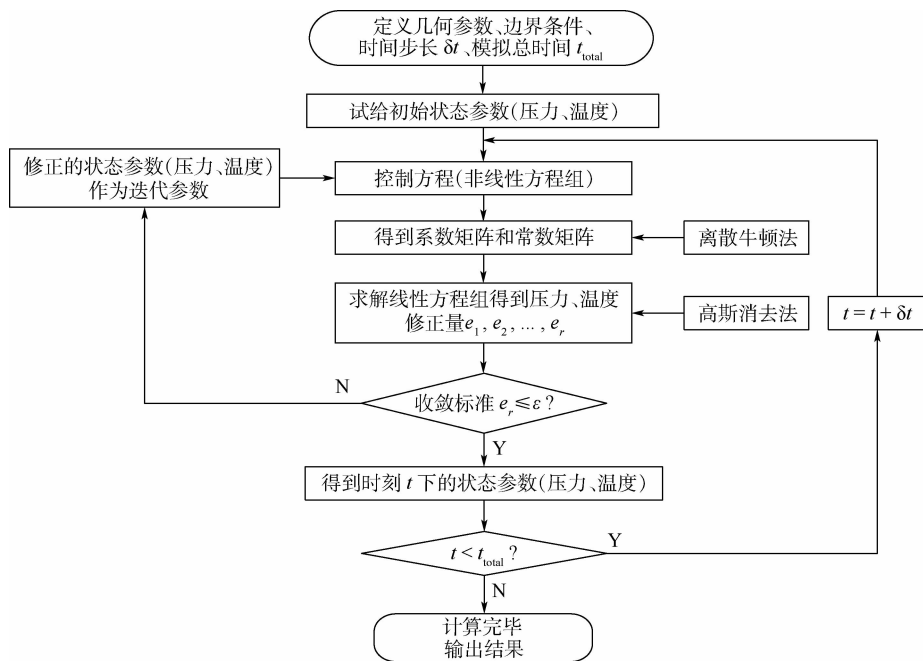 定义几何参数、边界条件、
时间步长 δt、模拟总时间 t_total
试给初始状态参数(压力、温度)
修正的状态参数(压力、温度)
作为迭代参数
控制方程(非线性方程组)
得到系数矩阵和常数矩阵
离散牛顿法
求解线性方程组得到压力、温度
修正量e₁, e₂, …, e_r
高斯消去法
t = t + δt
N
收敛标准 e_r ≤ ε ?
Y
得到时刻 t 下的状态参数(压力、温度)
t < t_total ?
Y
N
计算完毕
输出结果